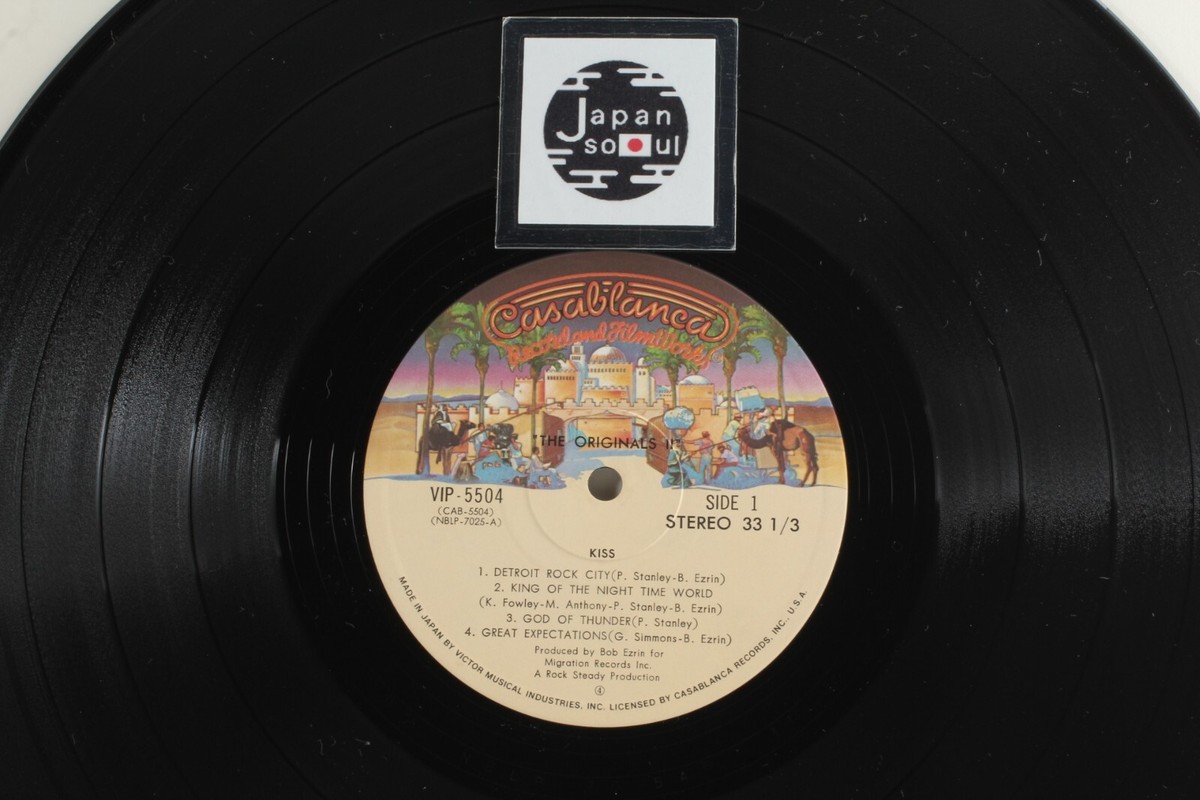 Japan
soul
Casablanca
Record and FilmWorks
"THE ORIGINALS II"
VIP-5504
(CAB-5504)
(NBLP-7025-A)
SIDE 1
STEREO 33 1/3
KISS
1. DETROIT ROCK CITY(P. Stanley-B. Ezrin)
2. KING OF THE NIGHT TIME WORLD
(K. Fowley-M. Anthony-P. Stanley-B. Ezrin)
3. GOD OF THUNDER(P. Stanley)
4. GREAT EXPECTATIONS(G. Simmons-B. Ezrin)
Produced by Bob Ezrin for
Migration Records Inc.
A Rock Steady Production
④
MADE IN JAPAN BY VICTOR MUSICAL INDUSTRIES, INC. LICENSED BY CASABLANCA RECORDS, INC., U.S.A.